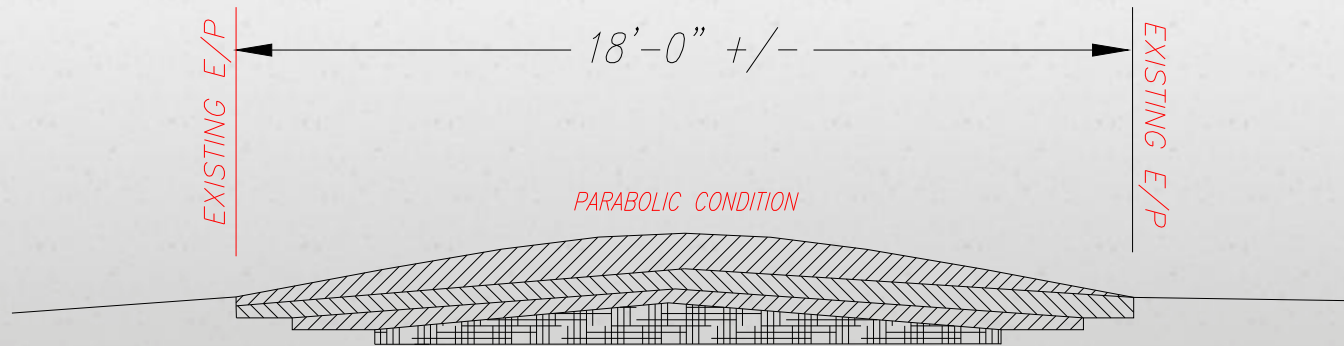 EXISTING E/P
18'-0" +/-
EXISTING E/P
PARABOLIC CONDITION